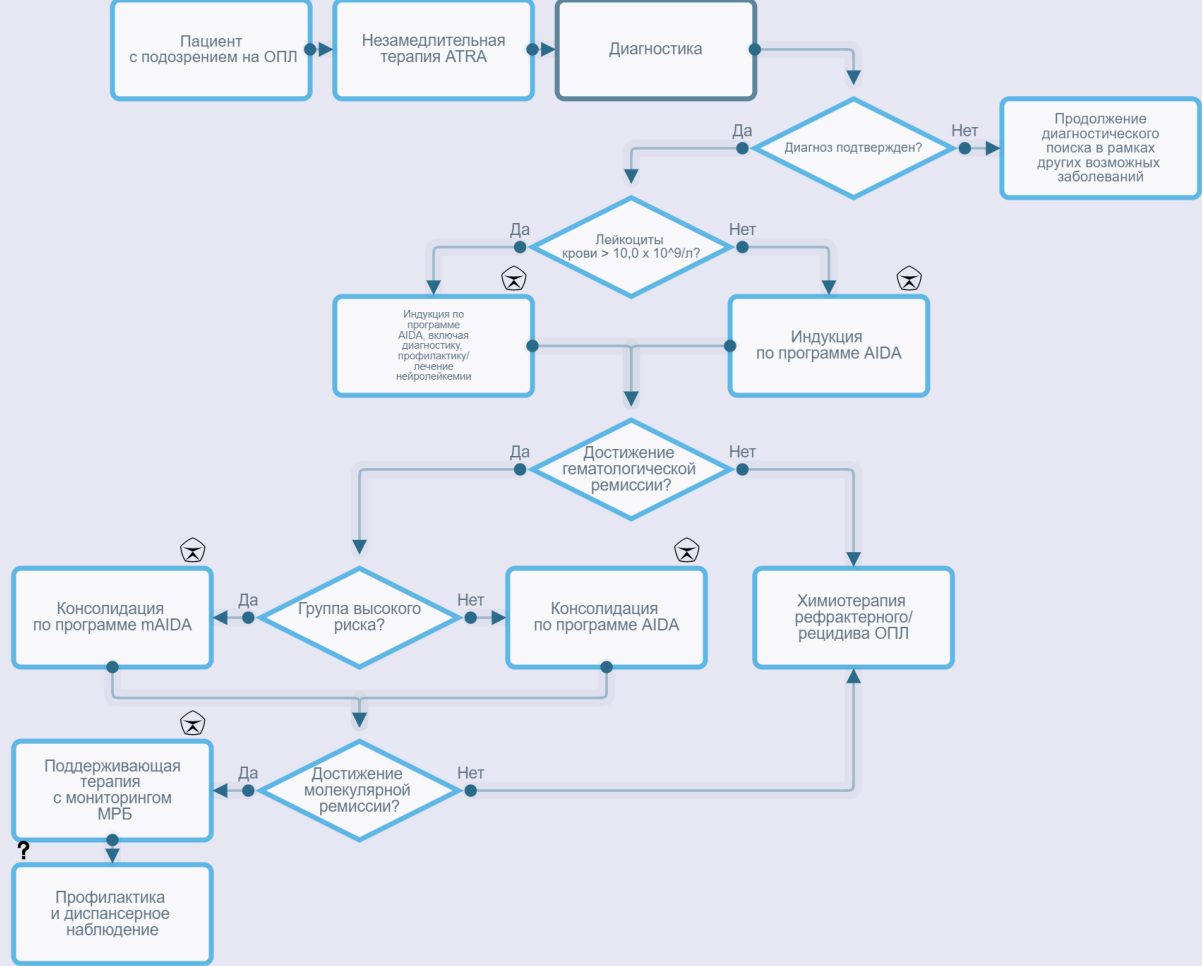 Пациент
с подозрением на ОПЛ
Незамедлительная
терапия ATRA
Диагностика
Да
Диагноз подтвержден?
Нет
Продолжение
диагностического
поиска в рамках
других возможных
заболеваний
Да
Лейкоциты
крови > 10,0 х 10^9/л?
Нет
Индукция по
программе
AIDA, включая
диагностику,
профилактику/
лечение
нейролейкемии
Индукция
по программе AIDA
Да
Достижение
гематологической
ремиссии?
Нет
Консолидация
по программе mAIDA
Да
Группа высокого
риска?
Нет
Консолидация
по программе AIDA
Химиотерапия
рефрактерного/
рецидива ОПЛ
Поддерживающая
терапия
с мониторингом
МРБ
Да
Достижение
молекулярной
ремиссии?
Нет
?
Профилактика
и диспансерное
наблюдение